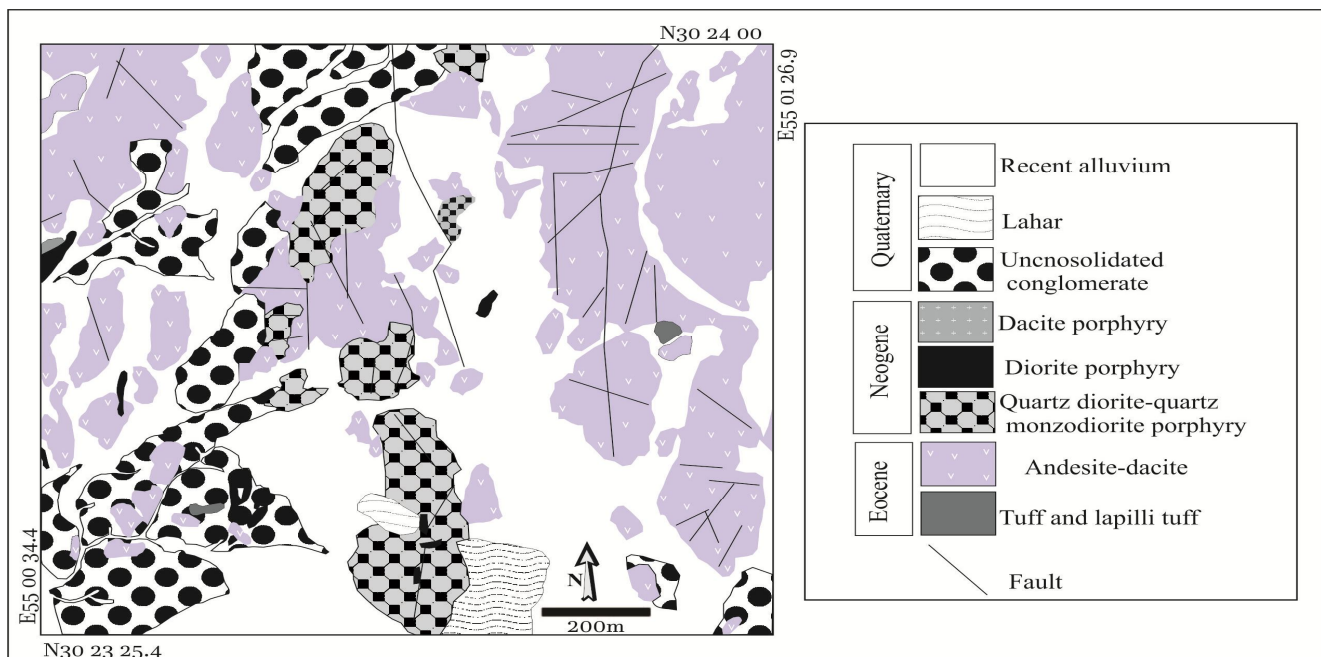 N30 24 00
E55 01 26.9
E55 00 34.4
N30 23 25.4
N
200m
Quaternary
Recent alluvium
Lahar
Uncnosolidated
conglomerate
Neogene
Dacite porphyry
Diorite porphyry
Quartz diorite-quartz
monzodiorite porphyry
Eocene
Andesite-dacite
Tuff and lapilli tuff
Fault